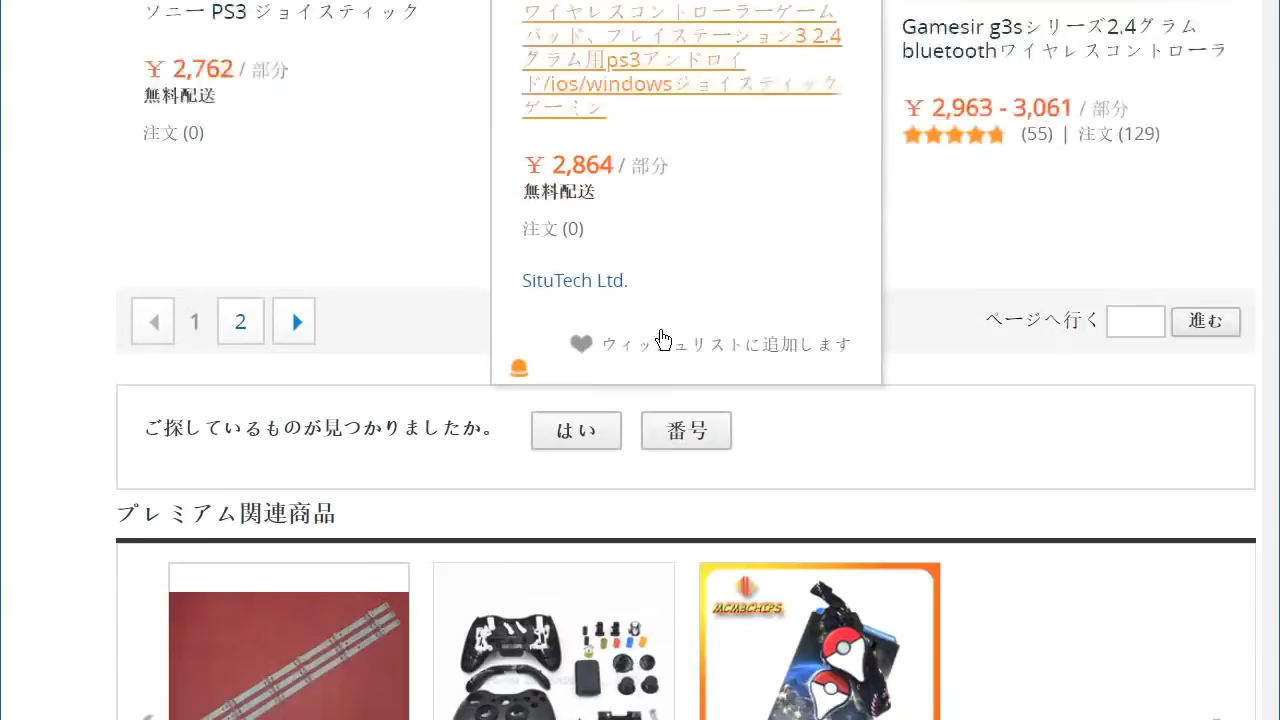 ソニー PS3 ジョイスティック
￥ 2,762 / 部分
無料配送
注文 (0)
ワイヤレスコントローラーゲーム
パッド、プレイステーション3 2.4
グラム用ps3アンドロイ
ド/ios/windowsジョイスティック
ゲーミン
￥ 2,864 / 部分
無料配送
注文 (0)
SituTech Ltd.
ウィッシュリストに追加します
Gamesir g3sシリーズ2.4グラム
bluetoothワイヤレスコントローラ
￥ 2,963 - 3,061 / 部分
(55) | 注文 (129)
1
2
ページへ行く
進む
ご探しているものが見つかりましたか。
はい
番号
プレミアム関連商品
MCMBCHIPS